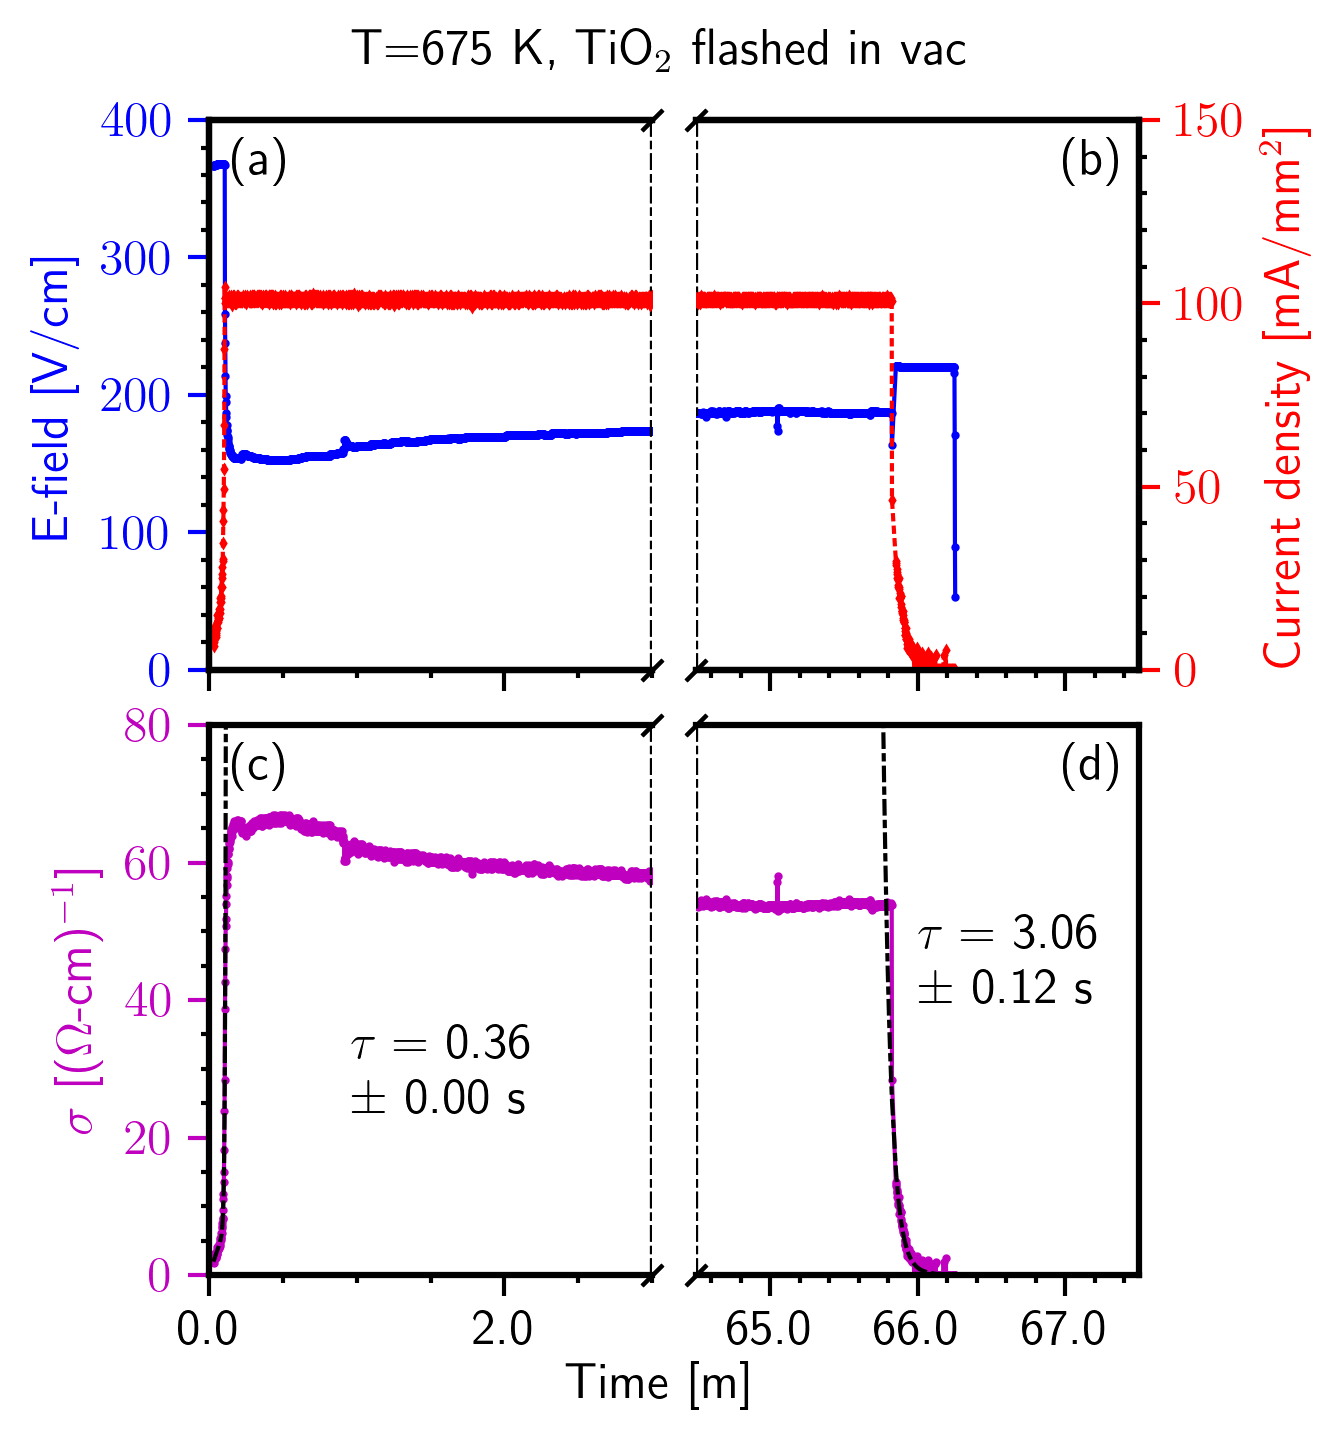 T=675 K, TiO₂ flashed in vac
400
300
200
100
0
E-field [V/cm]
(a)
(b)
150
100
50
0
Current density [mA/mm²]
80
60
40
20
0
σ [(Ω-cm)⁻¹]
(c)
τ = 0.36
± 0.00 s
(d)
τ = 3.06
± 0.12 s
0.0 2.0 65.0 66.0 67.0
Time [m]